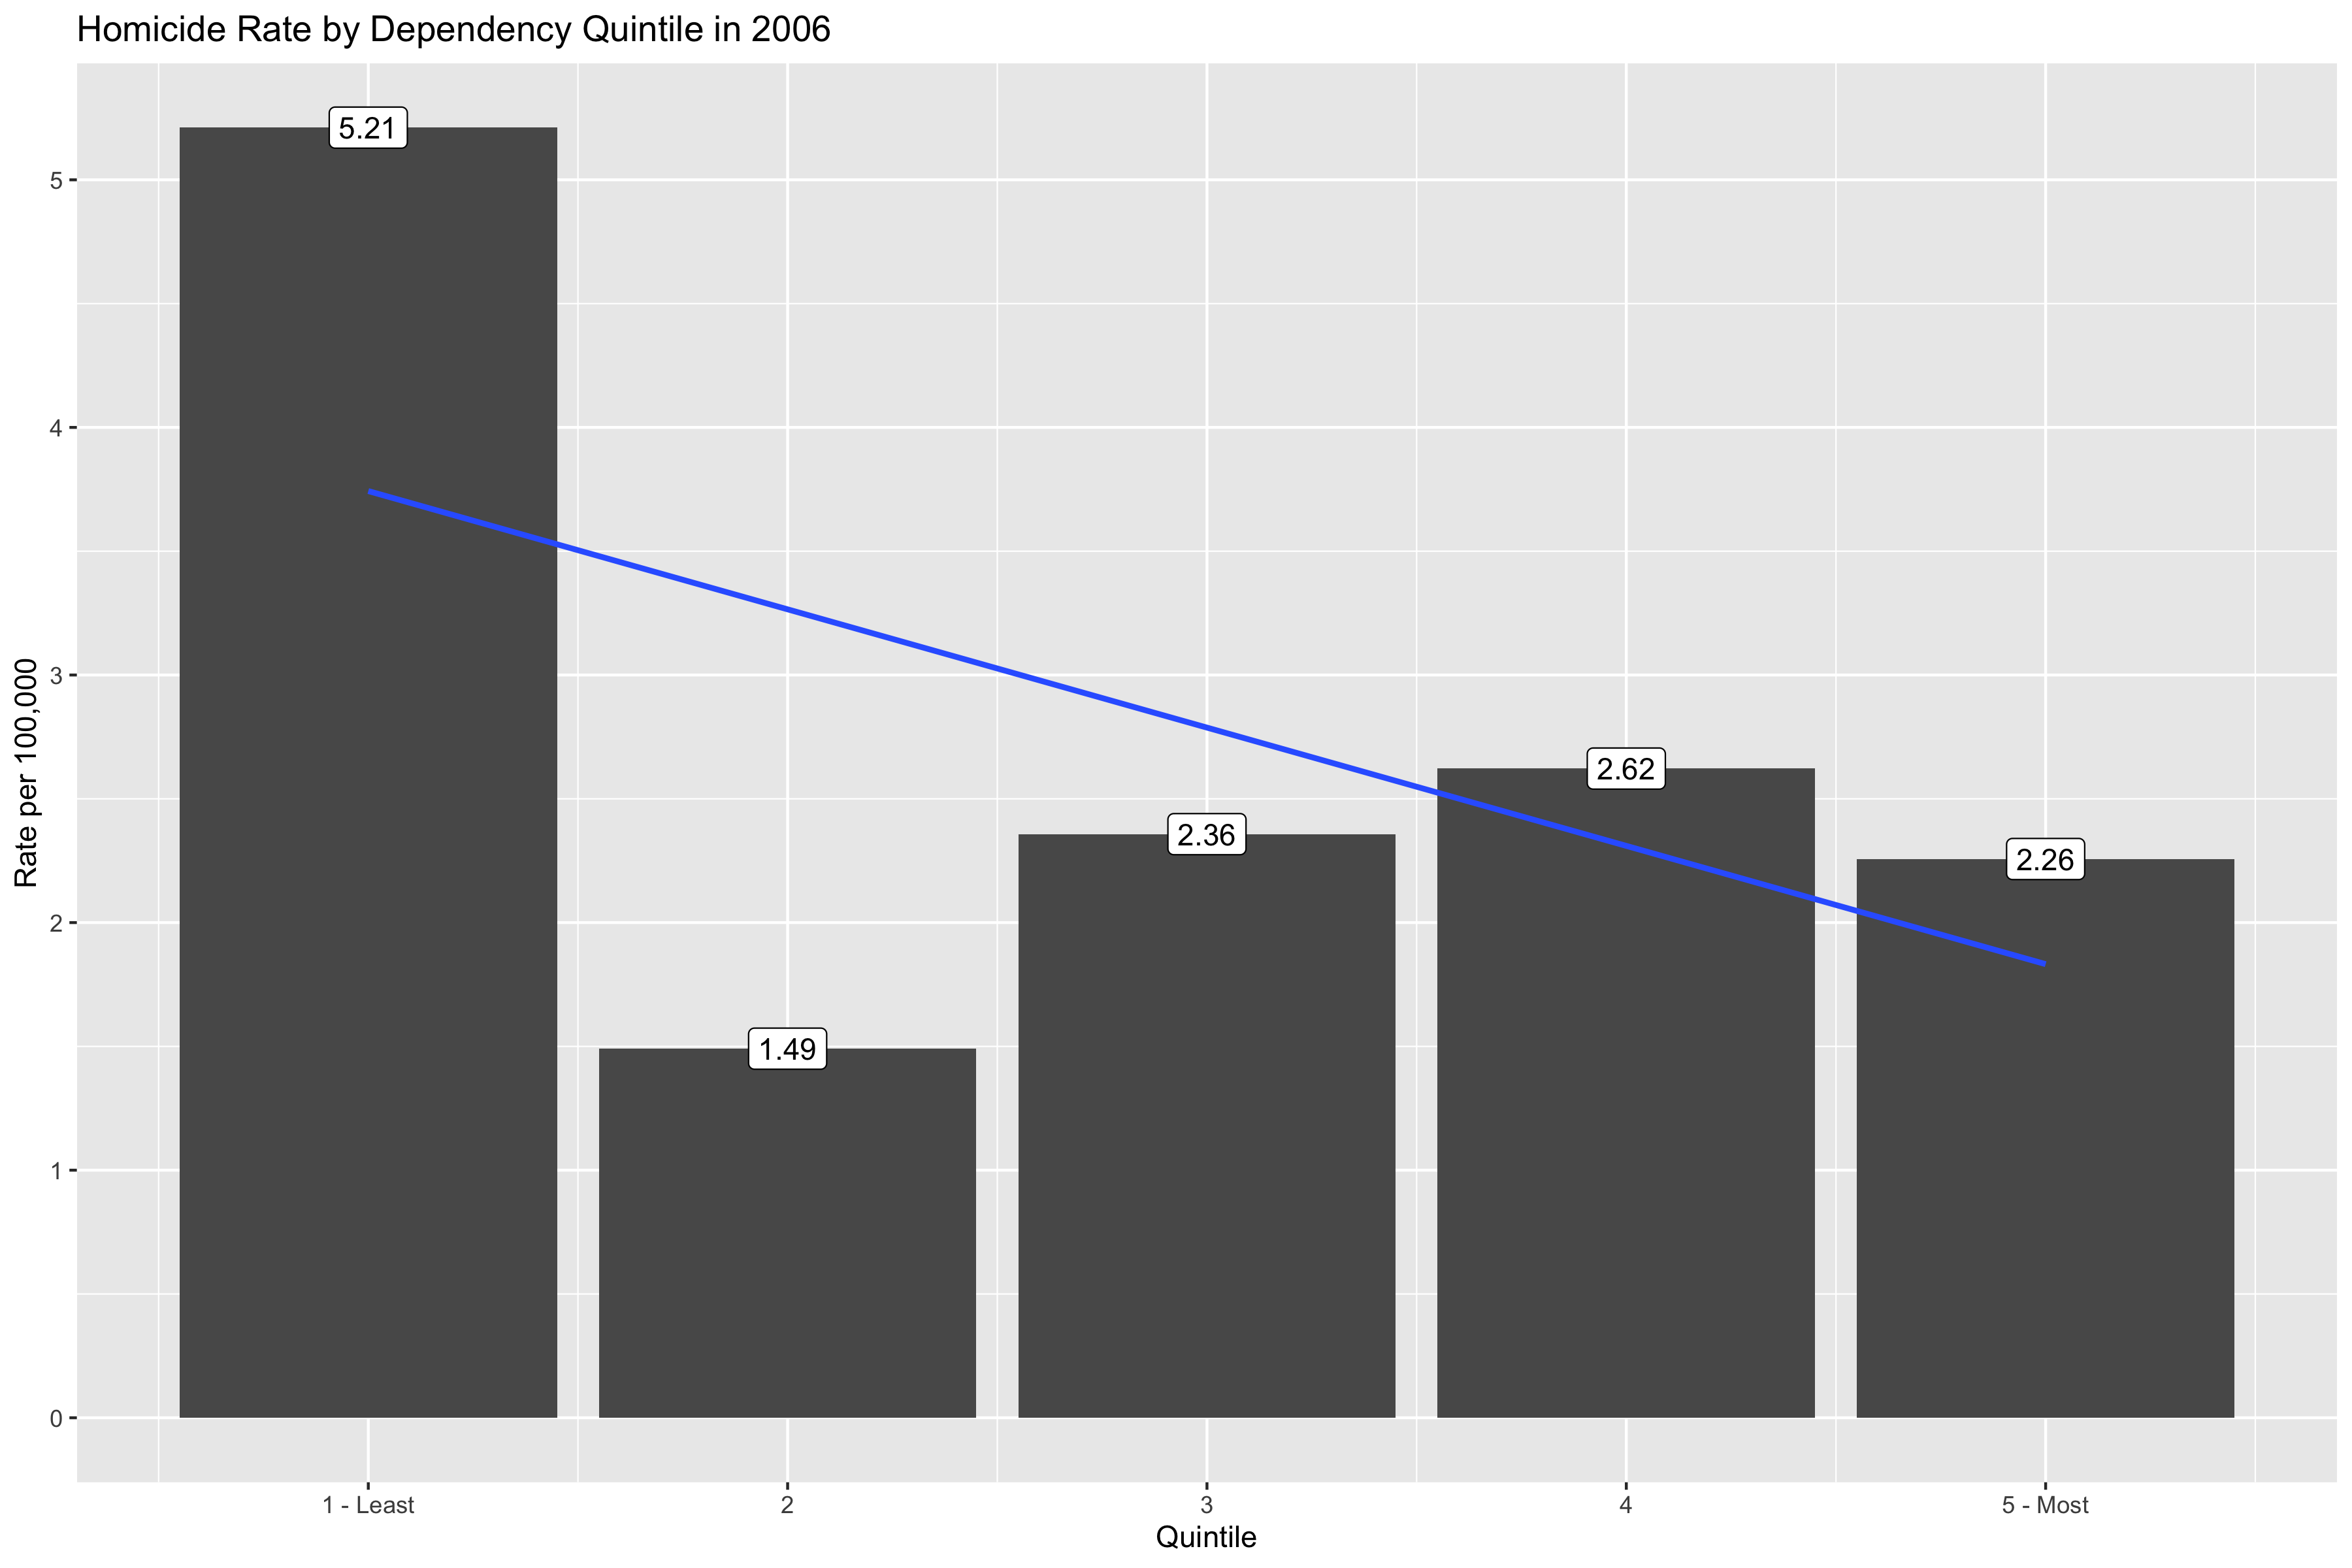 Homicide Rate by Dependency Quintile in 2006
Rate per 100,000
5
4
3
2
1
0
5.21
1.49
2.36
2.62
2.26
1 - Least
2
3
4
5 - Most
Quintile